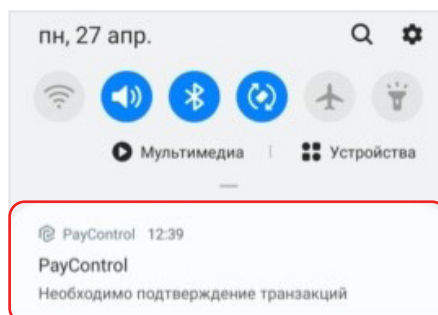 пн, 27 апр.
Мультимедиа | Устройства
PayControl 12:39
PayControl
Необходимо подтверждение транзакций